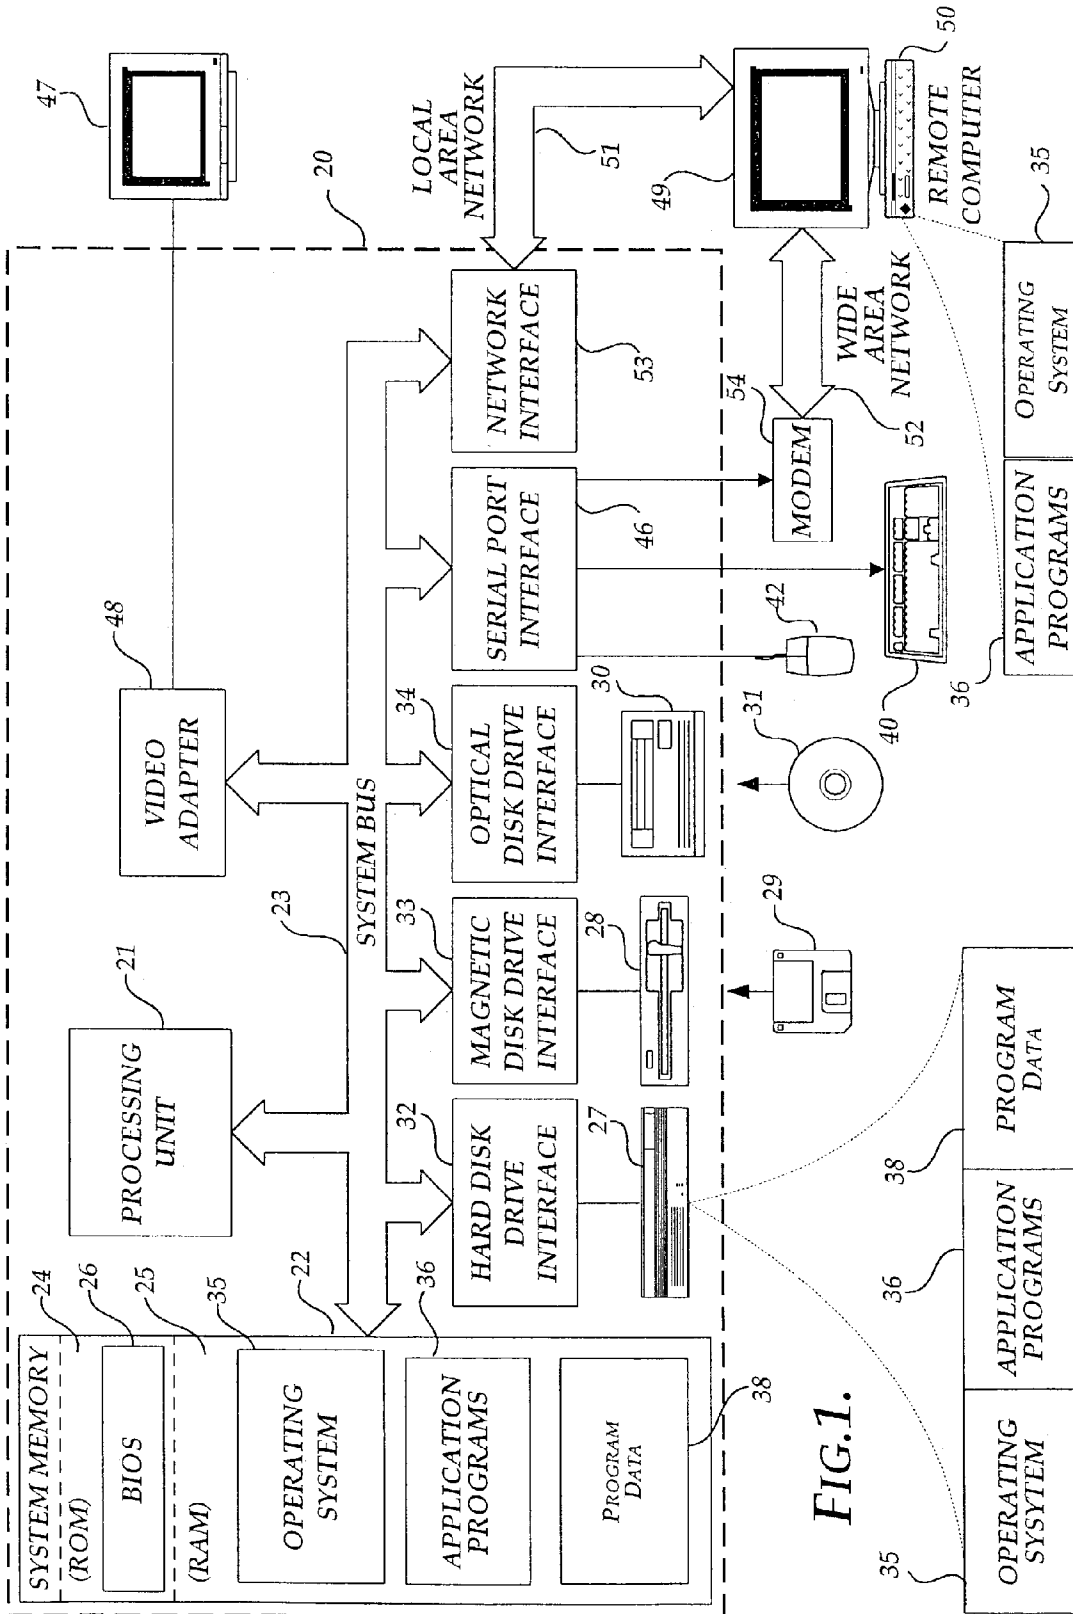 47
20
48
VIDEO
ADAPTER
21
PROCESSING
UNIT
23
SYSTEM BUS
SYSTEM MEMORY
24
(ROM)
26
BIOS
25
(RAM)
35
OPERATING
SYSTEM
22
36
APPLICATION
PROGRAMS
PROGRAM
DATA
38
32
HARD DISK
DRIVE
INTERFACE
33
MAGNETIC
DISK DRIVE
INTERFACE
34
OPTICAL
DISK DRIVE
INTERFACE
SERIAL PORT
INTERFACE
46
NETWORK
INTERFACE
53
LOCAL
AREA
NETWORK
51
27
28
30
29
31
42
40
MODEM
54
52
WIDE
AREA
NETWORK
49
50
REMOTE
COMPUTER
36
APPLICATION
PROGRAMS
35
OPERATING
SYSTEM
FIG.1.
35
OPERATING
SYSYTEM
36
APPLICATION
PROGRAMS
38
PROGRAM
DATA